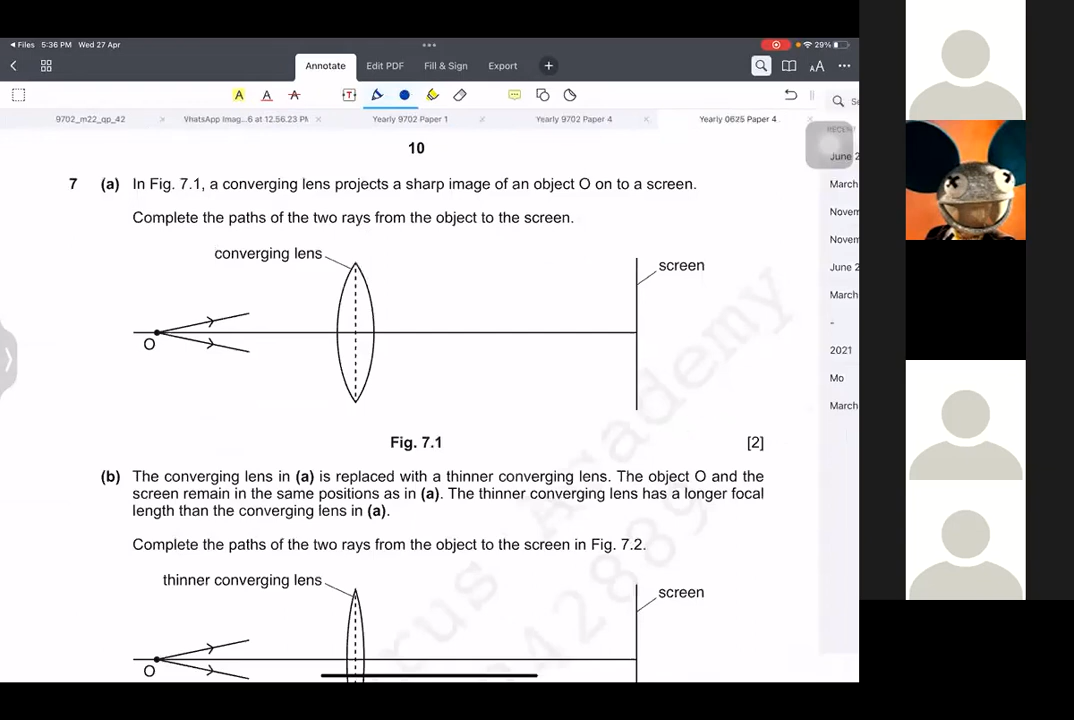 Files 5:36 PM Wed 27 Apr
29%
Annotate Edit PDF Fill & Sign Export
AA
A A A T
9702_m22_qp_42 WhatsApp Imag...6 at 12.56.23 PM Yearly 9702 Paper 1 Yearly 9702 Paper 4 Yearly 0625 Paper 4
Se
RECENT
June 2
March
Novem
Novem
June 2
March
-
2021
Mo
March
10
7 (a) In Fig. 7.1, a converging lens projects a sharp image of an object O on to a screen.
Complete the paths of the two rays from the object to the screen.
converging lens
screen
O
Fig. 7.1
[2]
(b) The converging lens in (a) is replaced with a thinner converging lens. The object O and the
screen remain in the same positions as in (a). The thinner converging lens has a longer focal
length than the converging lens in (a).
Complete the paths of the two rays from the object to the screen in Fig. 7.2.
thinner converging lens
screen
O
Academy